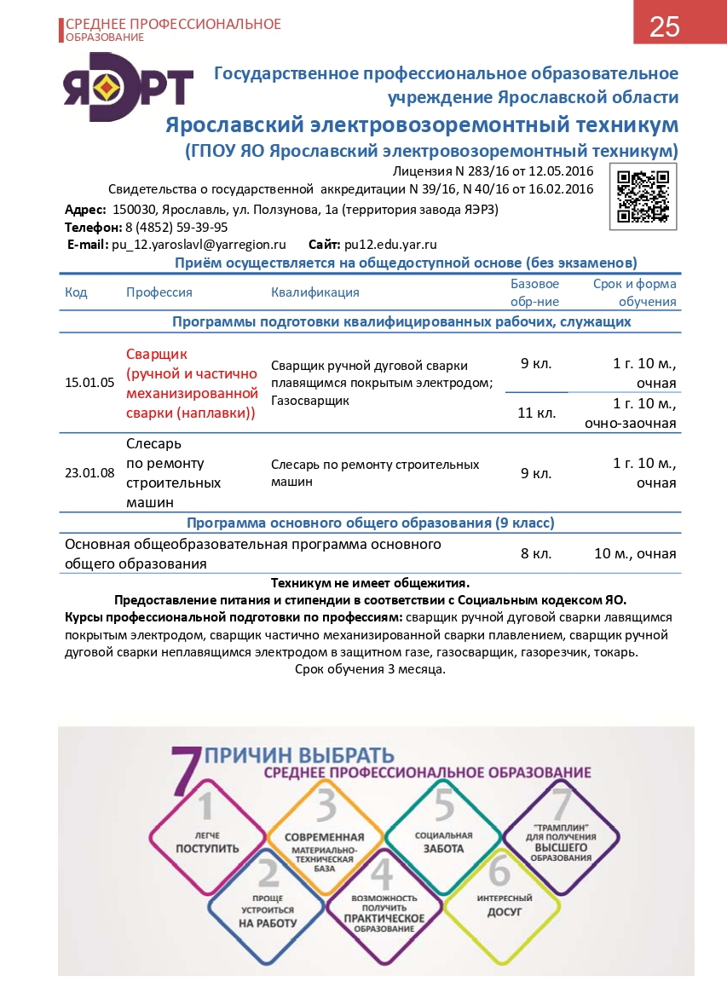 СРЕДНЕЕ ПРОФЕССИОНАЛЬНОЕ
ОБРАЗОВАНИЕ
25
ЯЭРТ
Государственное профессиональное образовательное
учреждение Ярославской области
Ярославский электровозоремонтный техникум
(ГПОУ ЯО Ярославский электровозоремонтный техникум)
Лицензия N 283/16 от 12.05.2016
Свидетельства о государственной аккредитации N 39/16, N 40/16 от 16.02.2016
Адрес: 150030, Ярославль, ул. Ползунова, 1а (территория завода ЯЭРЗ)
Телефон: 8 (4852) 59-39-95
E-mail: pu_12.yaroslavl@yarregion.ru Сайт: pu12.edu.yar.ru
Приём осуществляется на общедоступной основе (без экзаменов)
Код Профессия Квалификация Базовое обр-ние Срок и форма обучения
Программы подготовки квалифицированных рабочих, служащих
15.01.05
Сварщик
(ручной и частично
механизированной
сварки (наплавки))
Сварщик ручной дуговой сварки
плавящимся покрытым электродом;
Газосварщик
9 кл.
1 г. 10 м.,
очная
11 кл.
1 г. 10 м.,
очно-заочная
23.01.08
Слесарь
по ремонту
строительных
машин
Слесарь по ремонту строительных
машин
9 кл.
1 г. 10 м.,
очная
Программа основного общего образования (9 класс)
Основная общеобразовательная программа основного
общего образования
8 кл.
10 м., очная
Техникум не имеет общежития.
Предоставление питания и стипендии в соответствии с Социальным кодексом ЯО.
Курсы профессиональной подготовки по профессиям: сварщик ручной дуговой сварки лавящимся
покрытым электродом, сварщик частично механизированной сварки плавлением, сварщик ручной
дуговой сварки неплавящимся электродом в защитном газе, газосварщик, газорезчик, токарь.
Срок обучения 3 месяца.
7 ПРИЧИН ВЫБРАТЬ
СРЕДНЕЕ ПРОФЕССИОНАЛЬНОЕ ОБРАЗОВАНИЕ
1
ЛЕГЧЕ
ПОСТУПИТЬ
2
ПРОЩЕ
УСТРОИТЬСЯ
НА РАБОТУ
3
СОВРЕМЕННАЯ
МАТЕРИАЛЬНО-
ТЕХНИЧЕСКАЯ
БАЗА
4
ВОЗМОЖНОСТЬ
ПОЛУЧИТЬ
ПРАКТИЧЕСКОЕ
ОБРАЗОВАНИЕ
5
СОЦИАЛЬНАЯ
ЗАБОТА
6
ИНТЕРЕСНЫЙ
ДОСУГ
7
"ТРАМПЛИН"
ДЛЯ ПОЛУЧЕНИЯ
ВЫСШЕГО
ОБРАЗОВАНИЯ